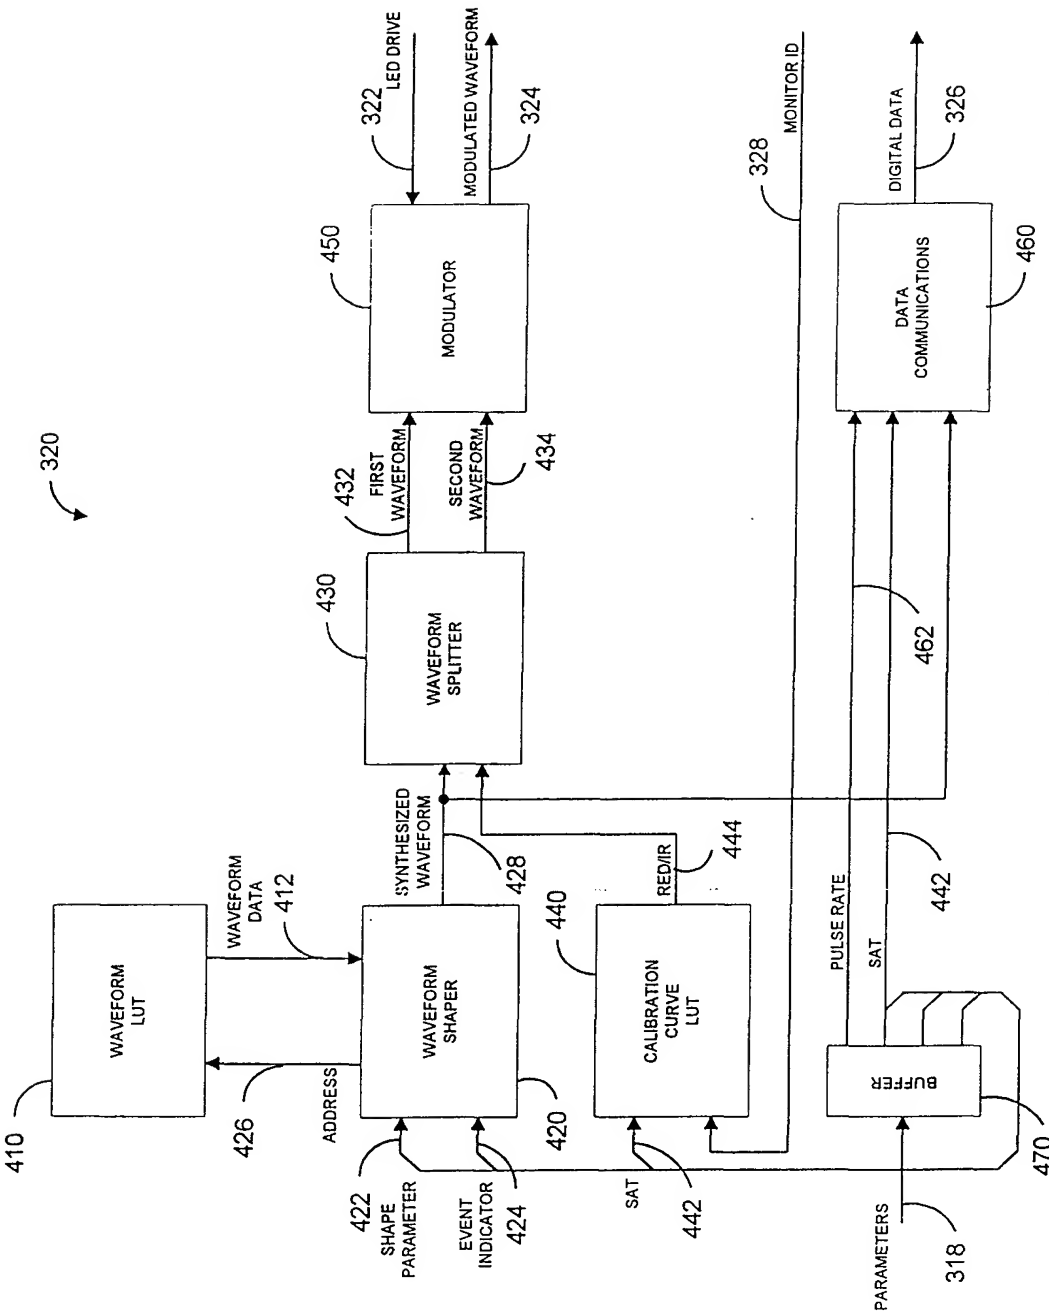 320
410
WAVEFORM
LUT
426
ADDRESS
WAVEFORM
DATA
412
422
SHAPE
PARAMETER
EVENT
INDICATOR
424
WAVEFORM
SHAPER
420
SYNTHESIZED
WAVEFORM
428
430
WAVEFORM
SPLITTER
432
FIRST
WAVEFORM
SECOND
WAVEFORM
434
450
MODULATOR
322
LED DRIVE
MODULATED WAVEFORM
324
SAT
442
440
CALIBRATION
CURVE
LUT
RED/IR
444
328
MONITOR ID
PARAMETERS
318
BUFFER
470
PULSE RATE
SAT
442
462
DATA
COMMUNICATIONS
460
DIGITAL DATA
326